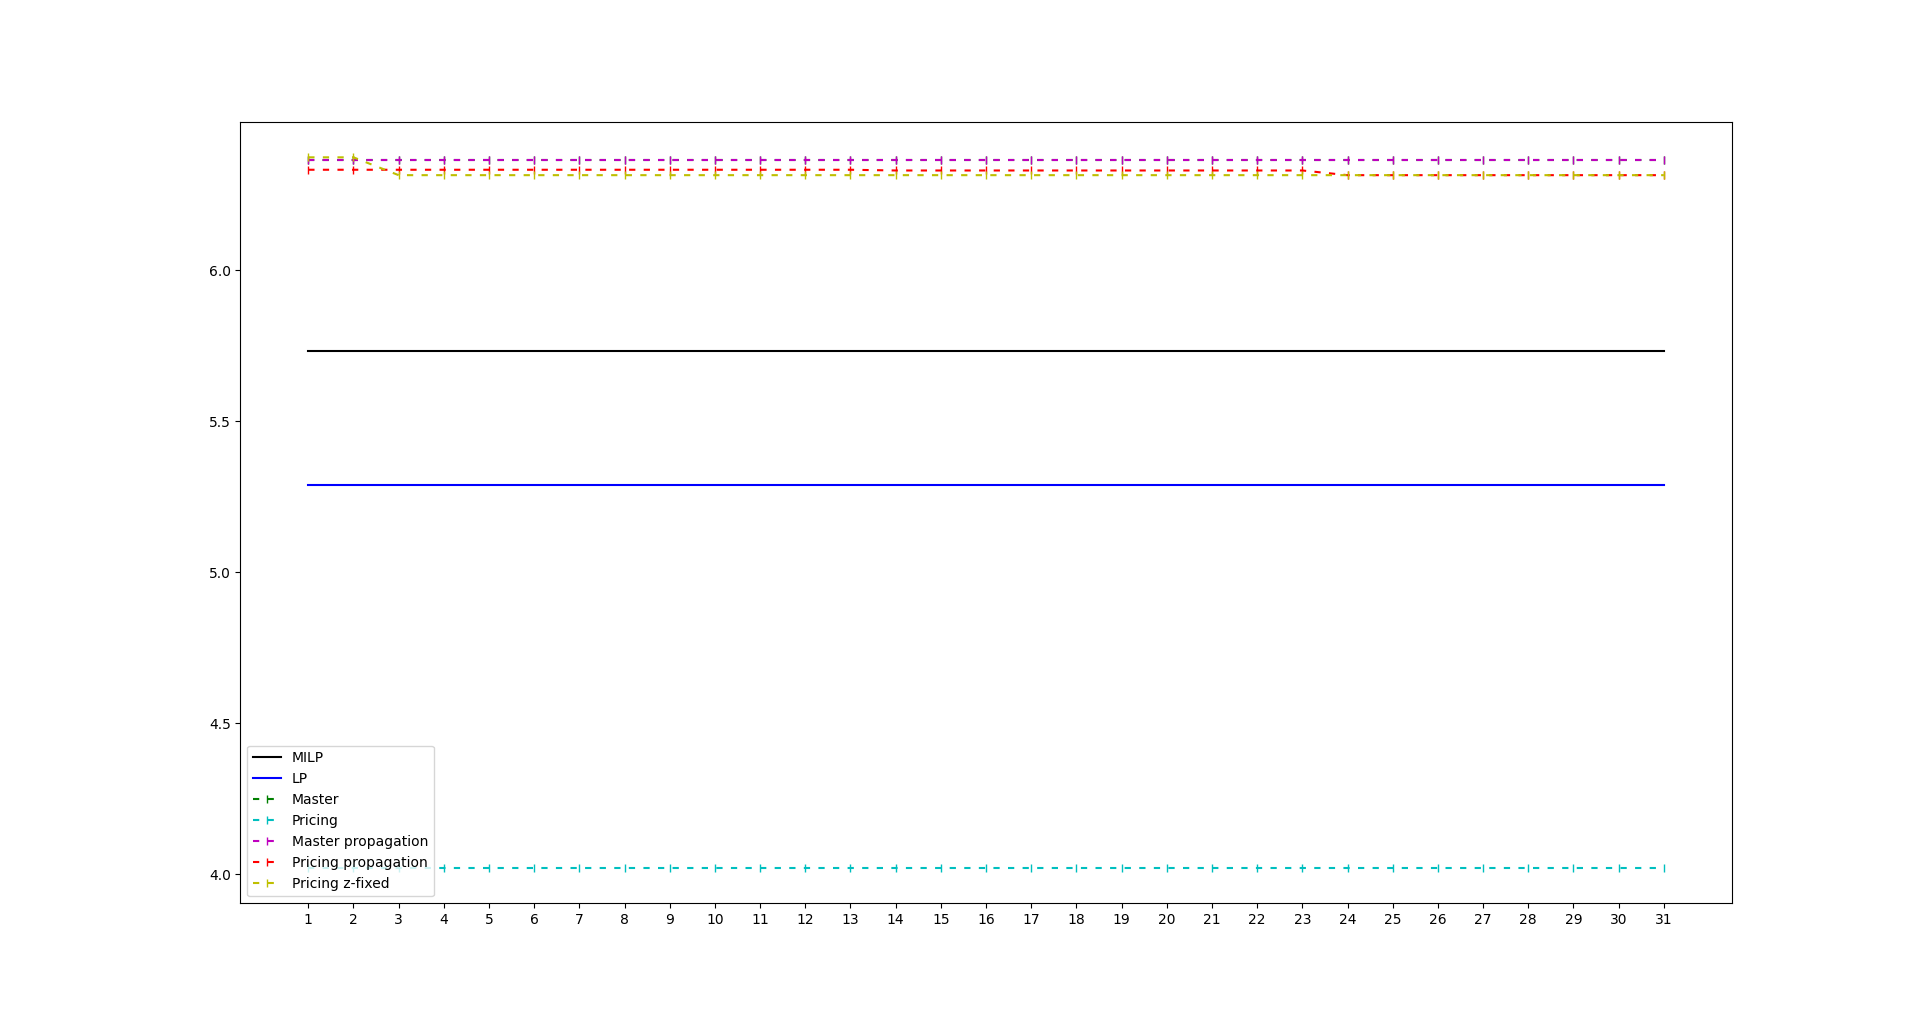 6.0
5.5
5.0
4.5
4.0
MILP
LP
Master
Pricing
Master propagation
Pricing propagation
Pricing z-fixed
1 2 3 4 5 6 7 8 9 10 11 12 13 14 15 16 17 18 19 20 21 22 23 24 25 26 27 28 29 30 31